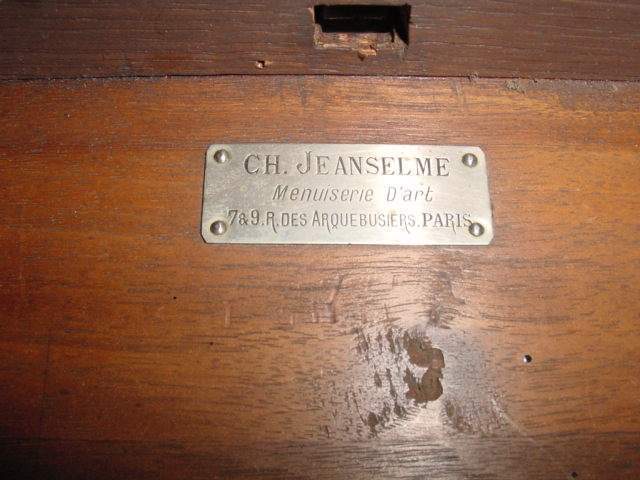 CH. JEANSELME
Menuiserie D'art
7&9.R.DES ARQUEBUSIERS.PARIS